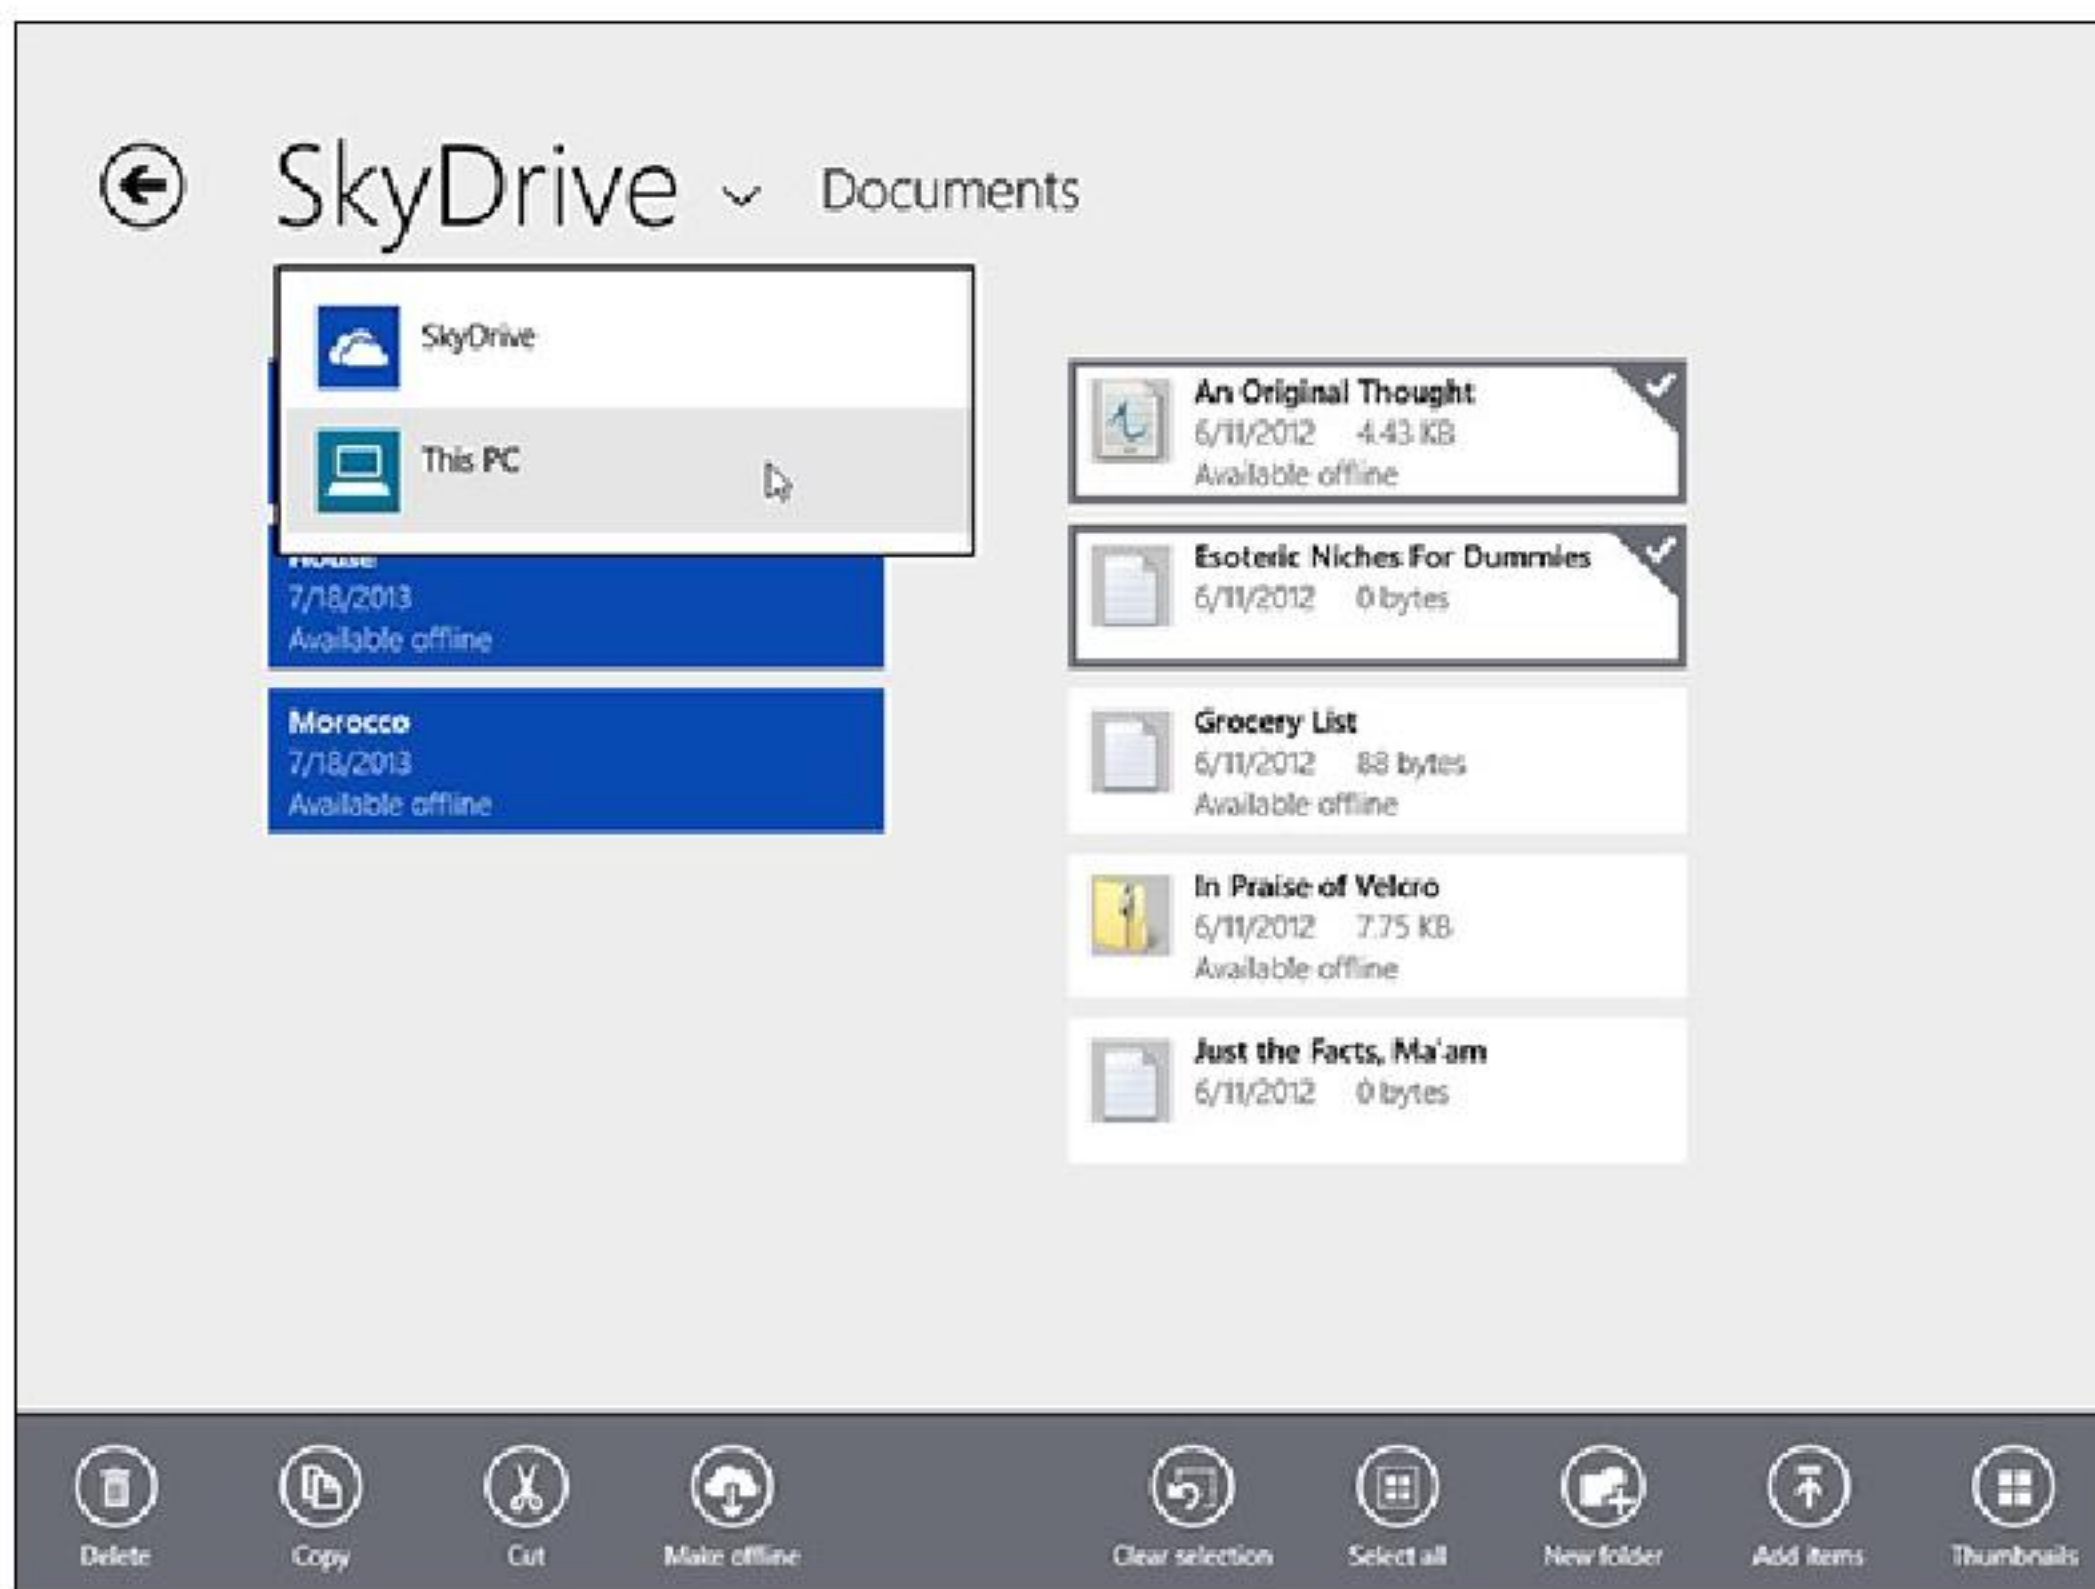 SkyDrive Documents
SkyDrive
This PC
House
7/18/2013
Available offline
Morocco
7/18/2013
Available offline
An Original Thought
6/11/2012 4.43 KB
Available offline
Esoteric Niches For Dummies
6/11/2012 0 bytes
Grocery List
6/11/2012 88 bytes
Available offline
In Praise of Velcro
6/11/2012 7.75 KB
Available offline
Just the Facts, Ma'am
6/11/2012 0 bytes
Delete Copy Cut Make offline Clear selection Select all New folder Add items Thumbnails